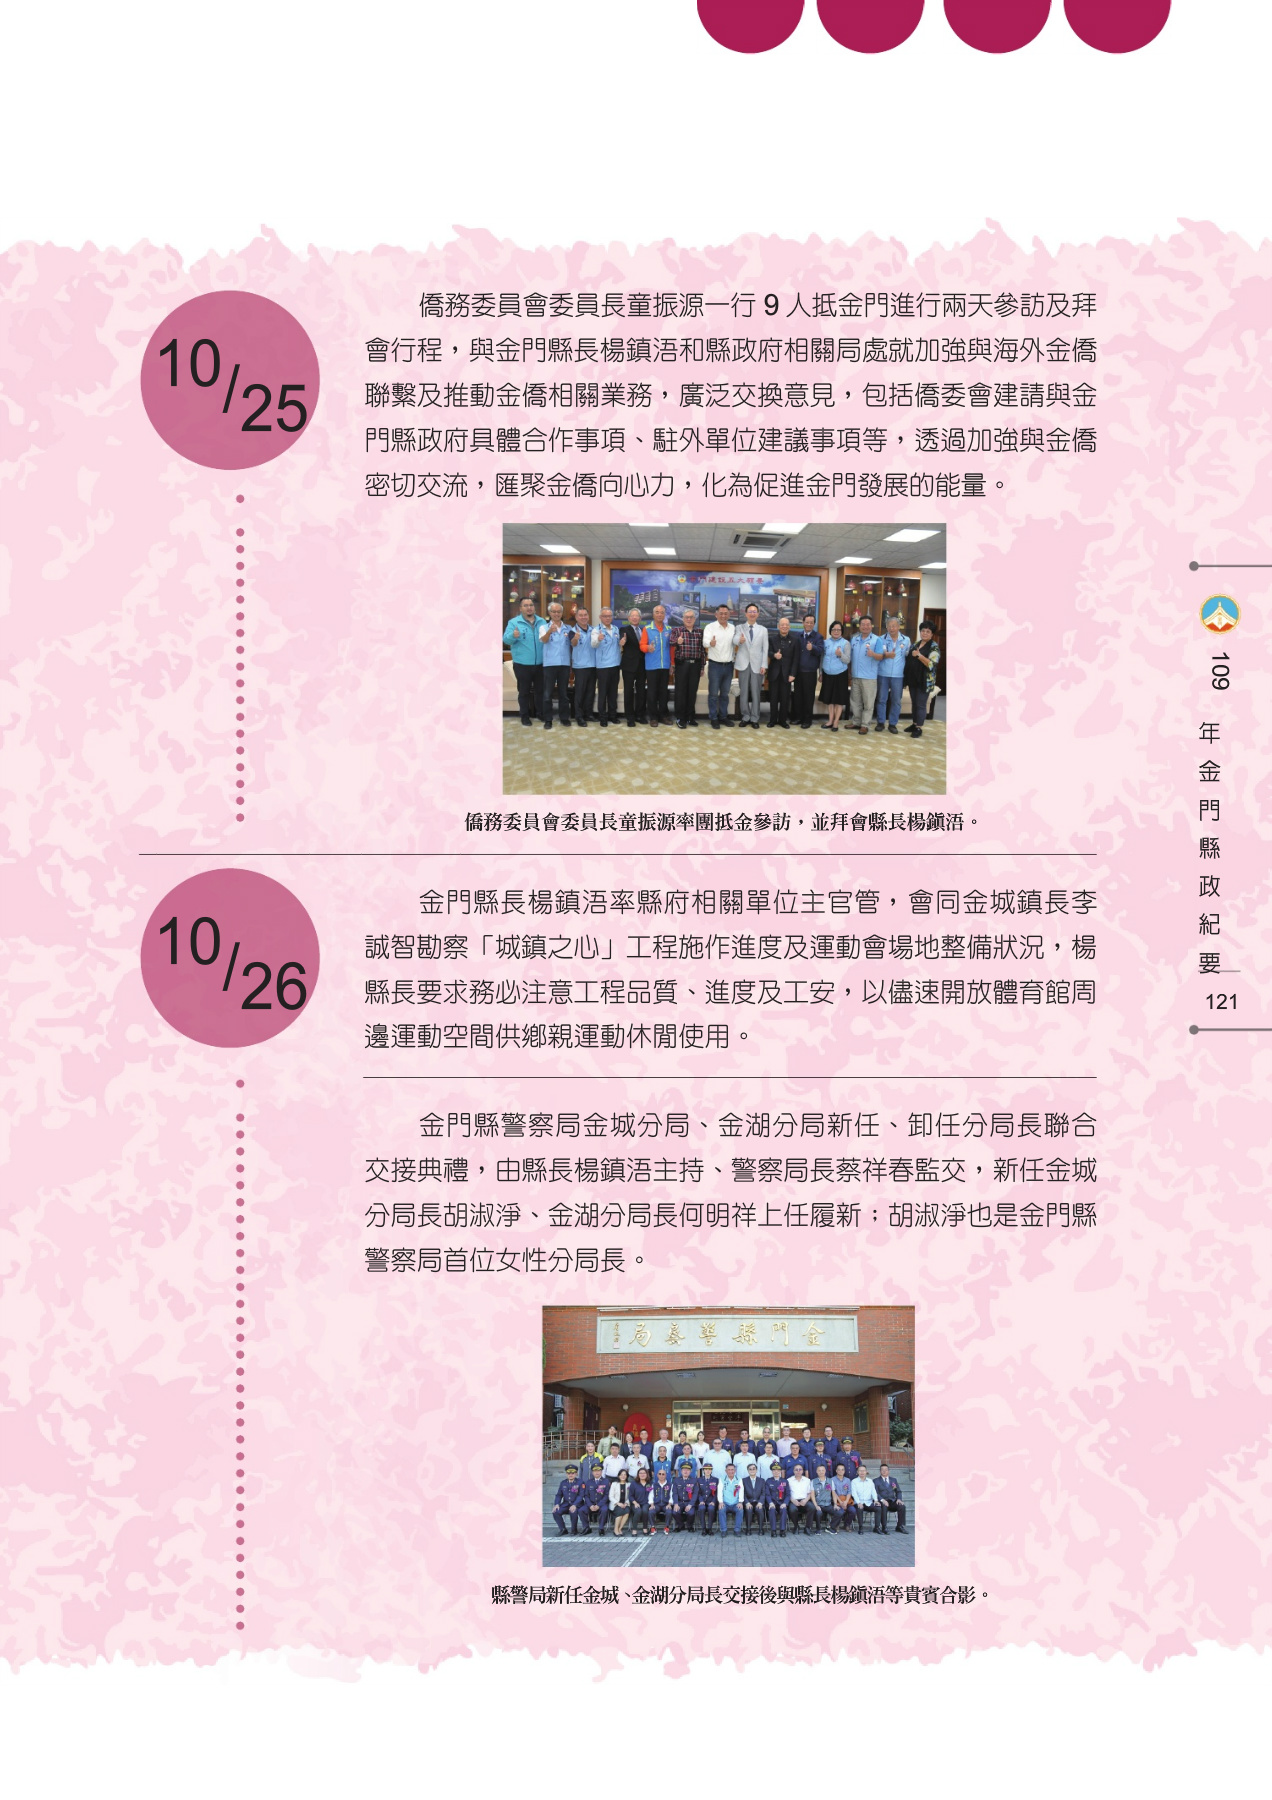 10/25
僑務委員會委員長童振源一行 9 人抵金門進行兩天參訪及拜
會行程，與金門縣長楊鎮浯和縣政府相關局處就加強與海外金僑
聯繫及推動金僑相關業務，廣泛交換意見，包括僑委會建請與金
門縣政府具體合作事項、駐外單位建議事項等，透過加強與金僑
密切交流，匯聚金僑向心力，化為促進金門發展的能量。
僑務委員會委員長童振源率團抵金參訪，並拜會縣長楊鎮浯。
10/26
金門縣長楊鎮浯率縣府相關單位主官管，會同金城鎮長李
誠智勘察「城鎮之心」工程施作進度及運動會場地整備狀況，楊
縣長要求務必注意工程品質、進度及工安，以儘速開放體育館周
邊運動空間供鄉親運動休閒使用。
金門縣警察局金城分局、金湖分局新任、卸任分局長聯合
交接典禮，由縣長楊鎮浯主持、警察局長蔡祥春監交，新任金城
分局長胡淑淨、金湖分局長何明祥上任履新；胡淑淨也是金門縣
警察局首位女性分局長。
局察警縣門金
縣警局新任金城、金湖分局長交接後與縣長楊鎮浯等貴賓合影。
109 年金門縣政紀要
121